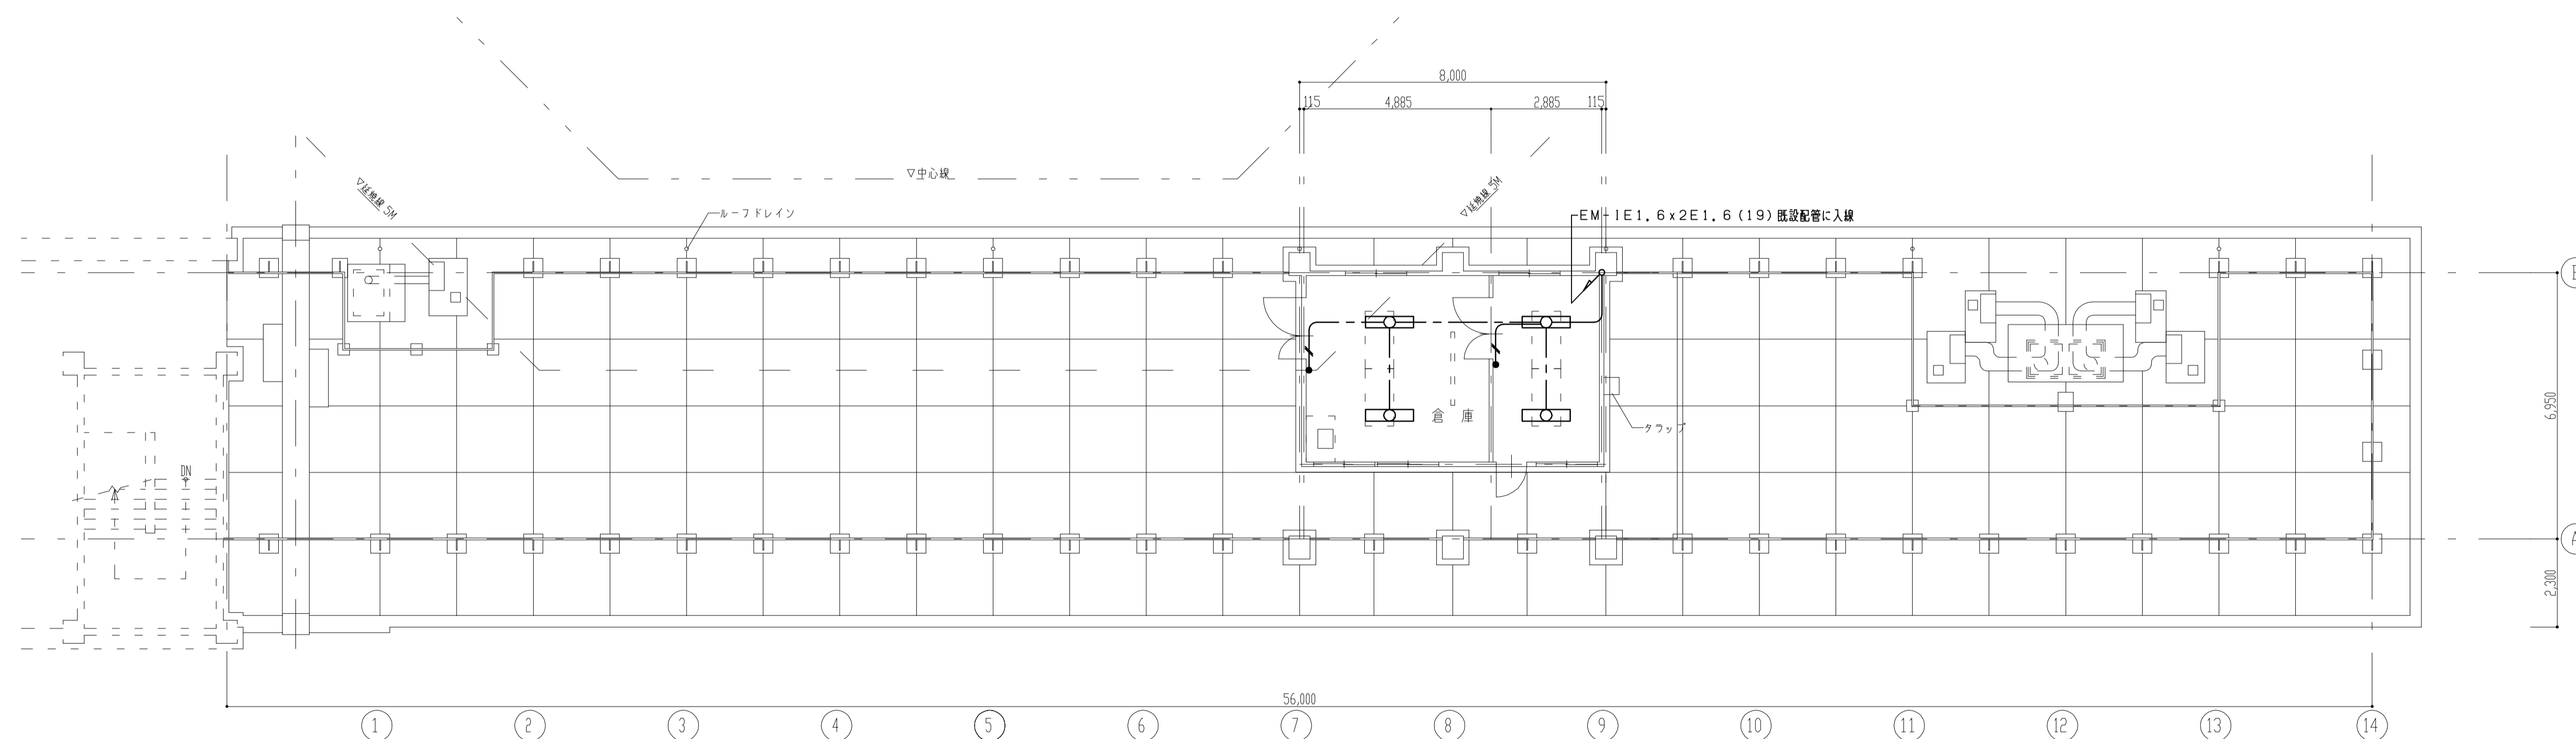 8,000
115 4,885 2,885 115
▽中心線
▽延焼線 5M
▽延焼線 5M
ルーフドレイン
EM-IE1.6x2E1.6(19)既設配管に入線
B
倉 庫
タラップ
6,950
DN
A
2,300
56,000
1 2 3 4 5 6 7 8 9 10 11 12 13 14